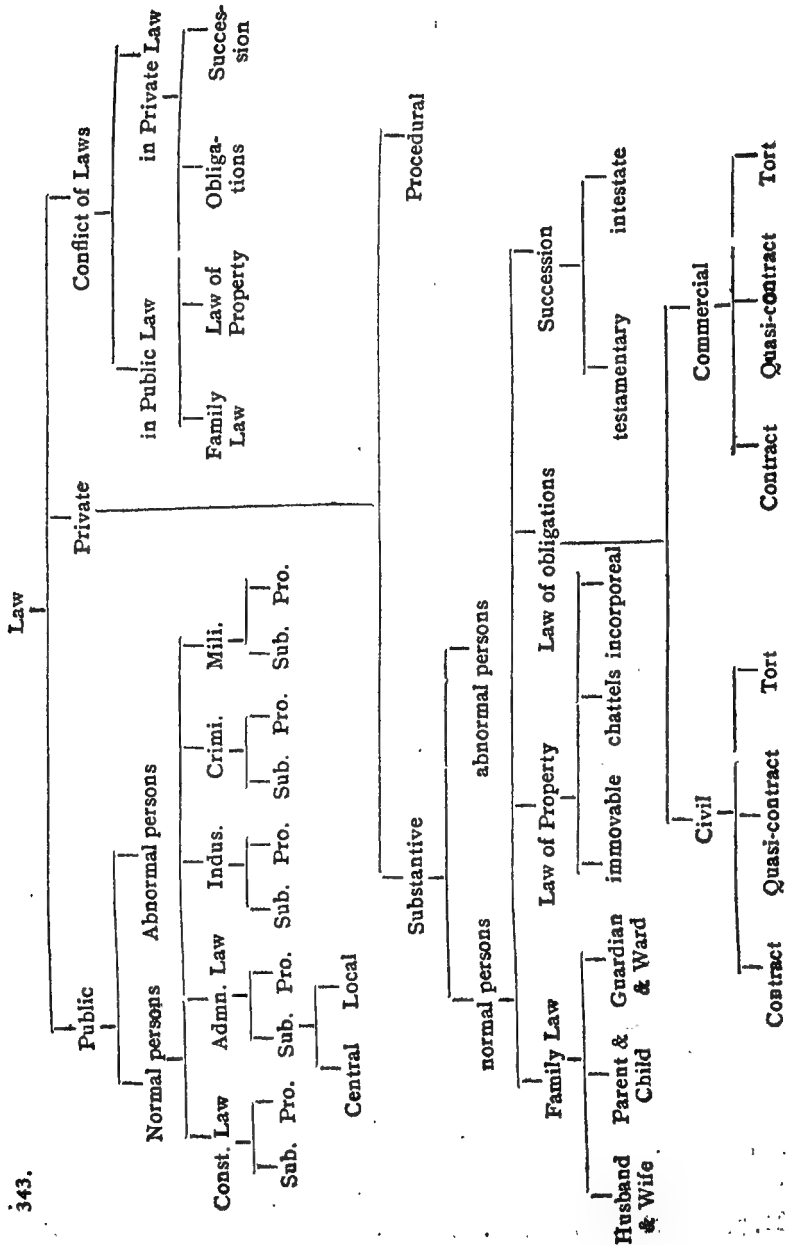 343.
Law
Public
Private
Conflict of Laws
Normal persons
Abnormal persons
in Public Law
in Private Law
Const. Law
Admn. Law
Indus.
Crimi.
Mili.
Family
Law
Law of
Property
Obliga-
tions
Succes-
sion
Sub. Pro.
Sub. Pro.
Sub. Pro.
Sub. Pro.
Sub. Pro.
Central Local
Substantive
Procedural
normal persons
abnormal persons
Family Law
Law of Property
Law of obligations
Succession
Husband
& Wife
Parent &
Child
Guardian
& Ward
immovable
chattels
incorporeal
testamentary
intestate
Civil
Commercial
Contract
Quasi-contract
Tort
Contract
Quasi-contract
Tort